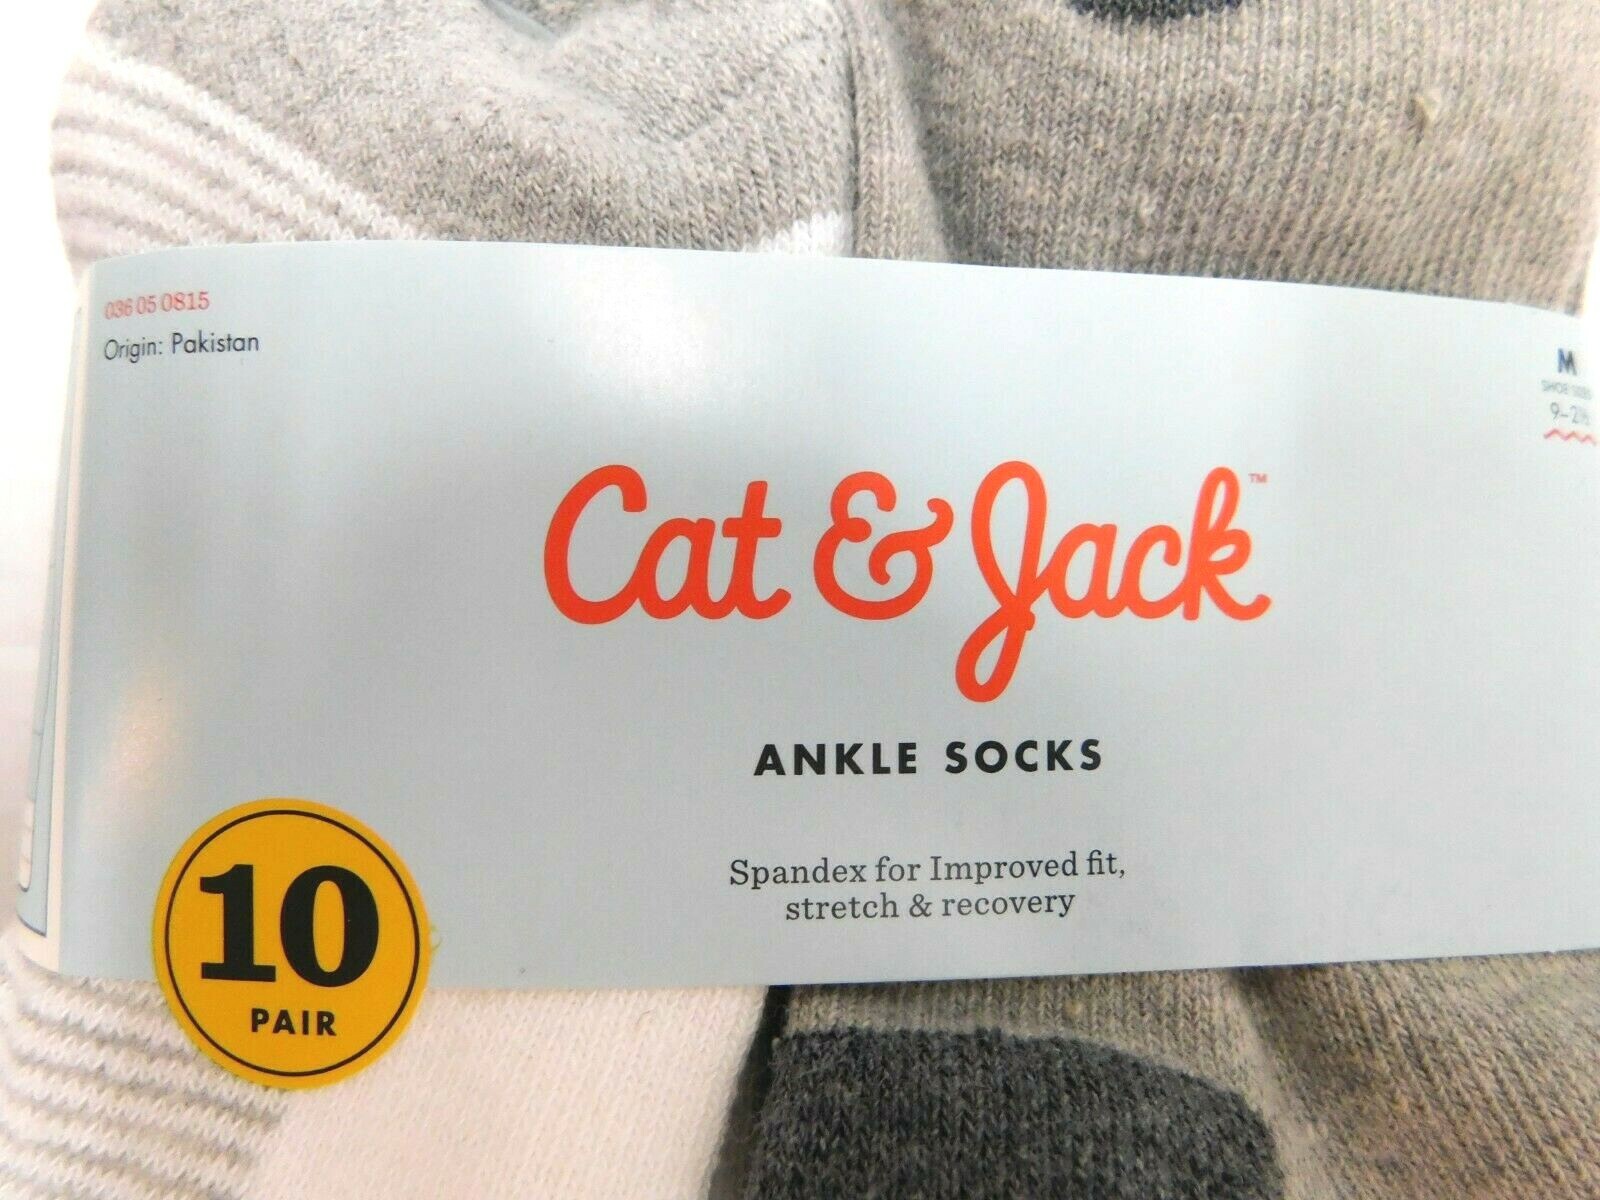 036 05 0815
Origin: Pakistan
M
SHOE SIZES
9-2½
Cat & Jack™
ANKLE SOCKS
Spandex for Improved fit,
stretch & recovery
10
PAIR